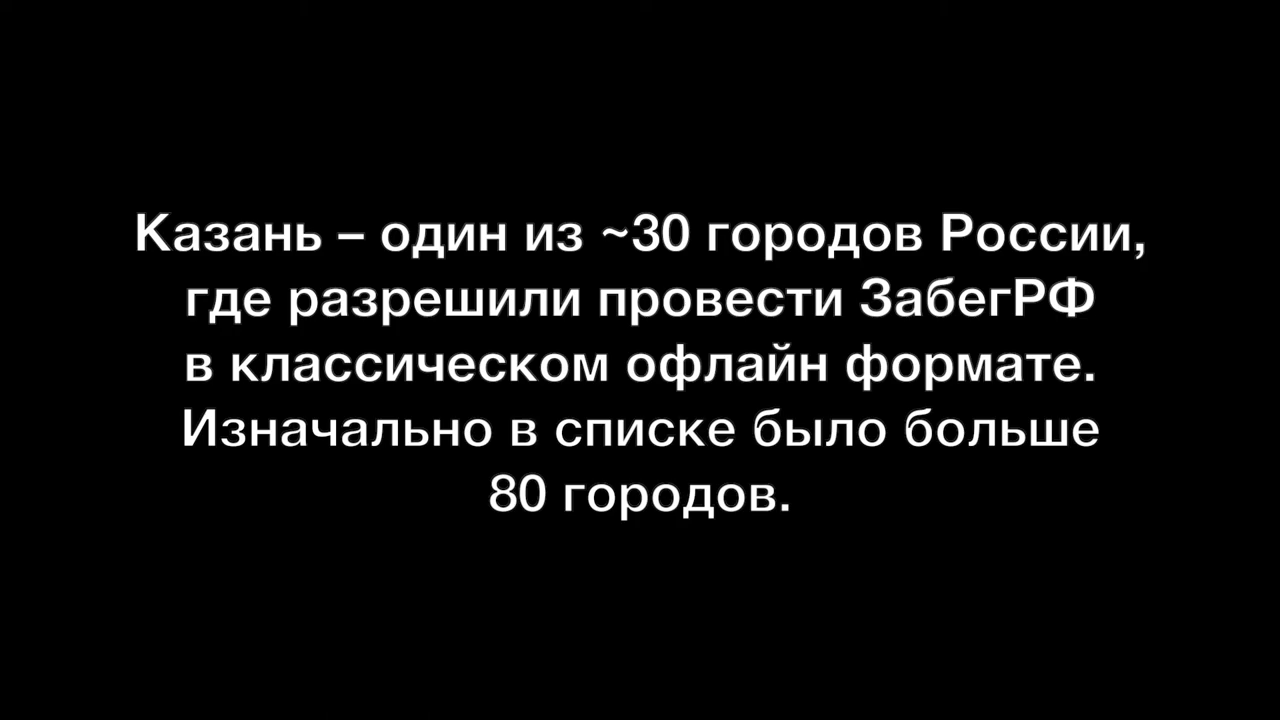 Казань – один из ~30 городов России,
где разрешили провести ЗабегРФ
в классическом офлайн формате.
Изначально в списке было больше
80 городов.